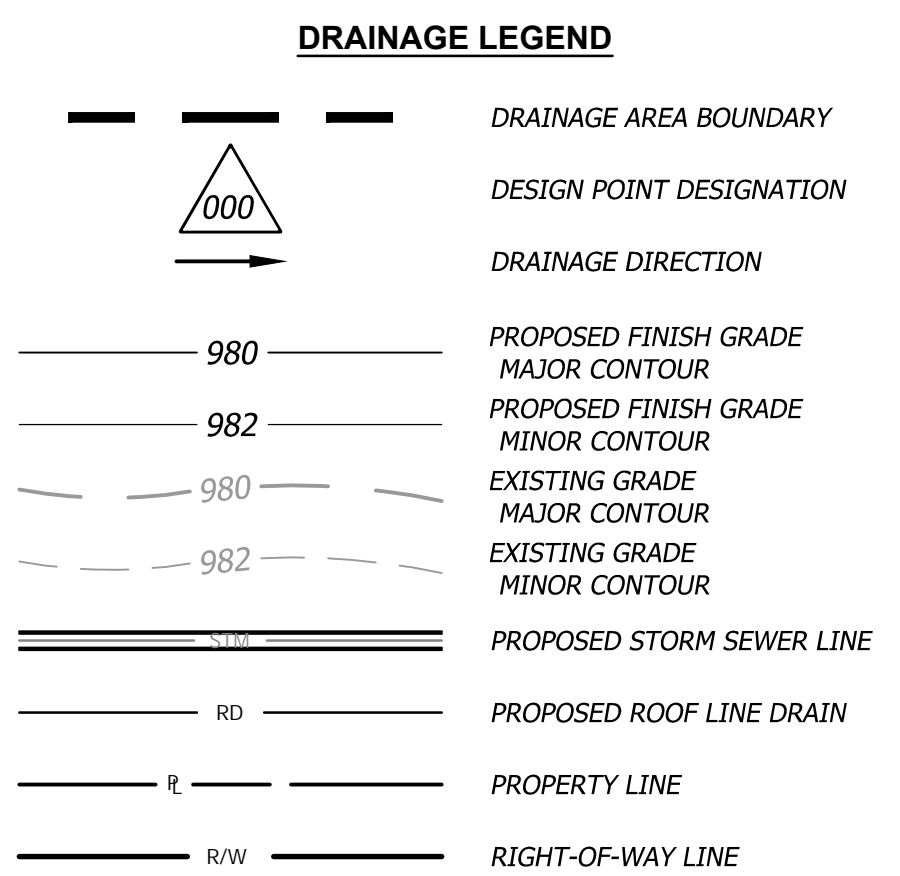 DRAINAGE LEGEND
DRAINAGE AREA BOUNDARY
000
DESIGN POINT DESIGNATION
DRAINAGE DIRECTION
980
PROPOSED FINISH GRADE
MAJOR CONTOUR
982
PROPOSED FINISH GRADE
MINOR CONTOUR
980
EXISTING GRADE
MAJOR CONTOUR
982
EXISTING GRADE
MINOR CONTOUR
STM
PROPOSED STORM SEWER LINE
RD
PROPOSED ROOF LINE DRAIN
PL
PROPERTY LINE
R/W
RIGHT-OF-WAY LINE